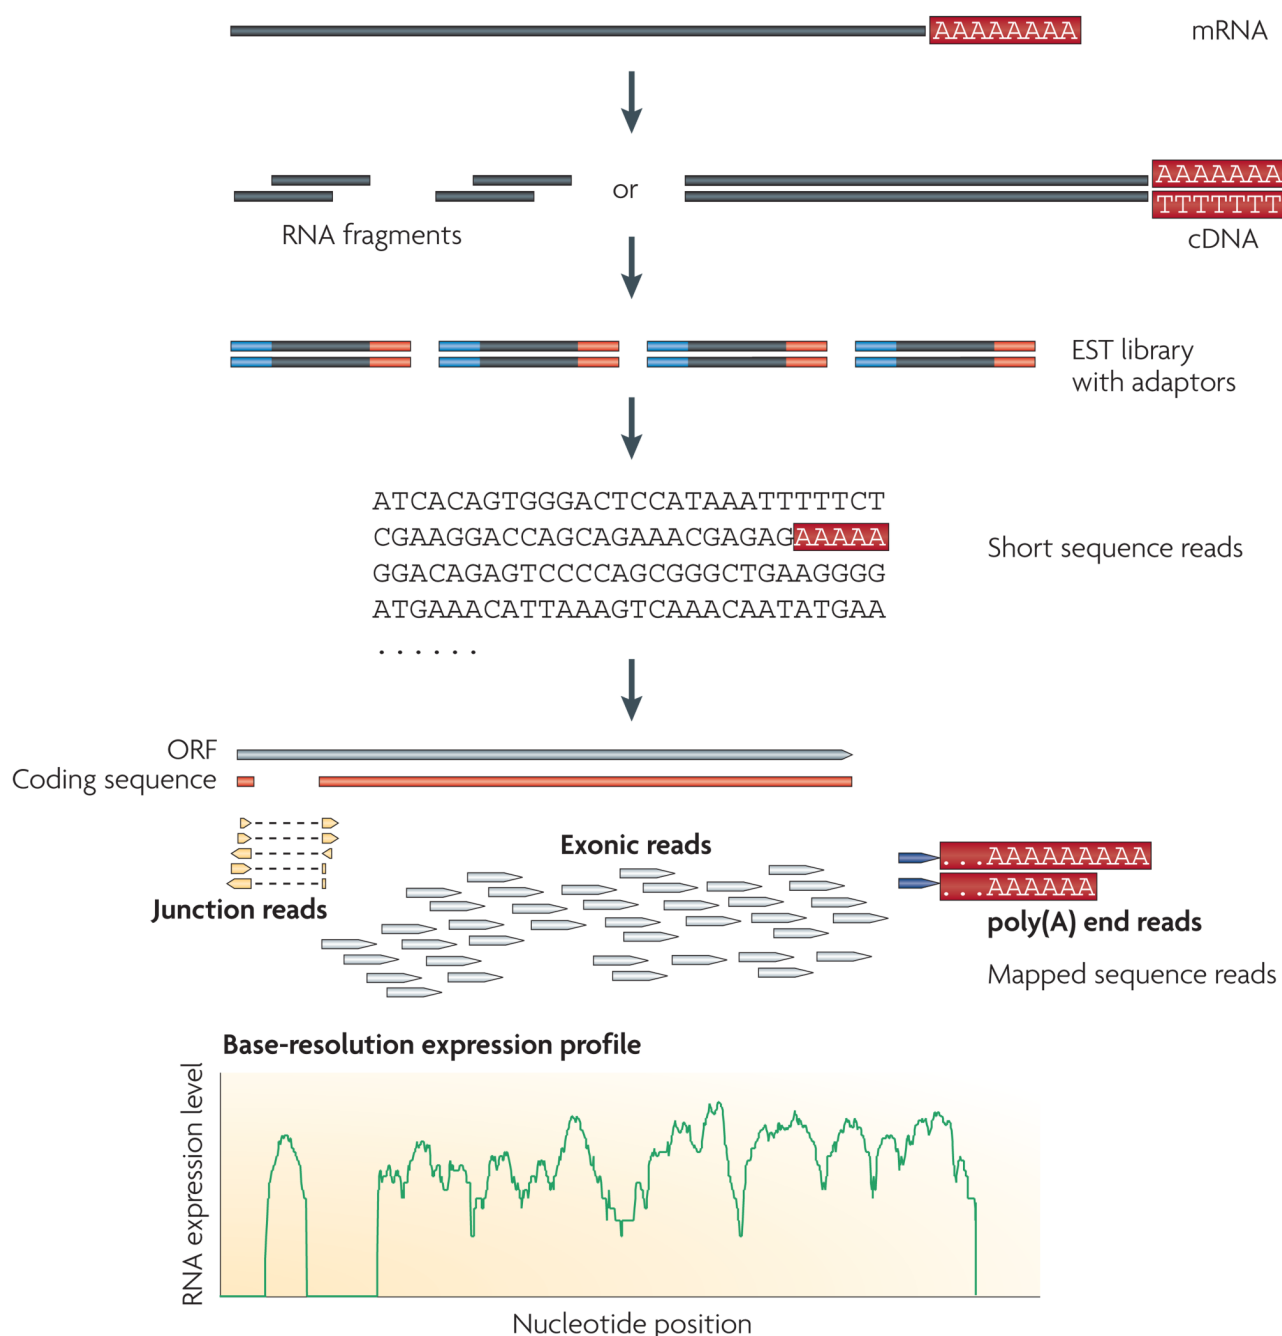 AAAAAAAA
mRNA
AAAAAAA
or
TTTTTTT
RNA fragments
cDNA
EST library
with adaptors
ATCACAGTGGGACTCCATAAATTTTTCT
CGAAGGACCAGCAGAAACGAGAGAAAAA
Short sequence reads
GGACAGAGTCCCCAGCGGGCTGAAGGGG
ATGAAACATTAAAGTCAAACAATATGAA
......
ORF
Coding sequence
Exonic reads
...AAAAAAAAA
...AAAAAA
Junction reads
poly(A) end reads
Mapped sequence reads
Base-resolution expression profile
RNA expression level
Nucleotide position